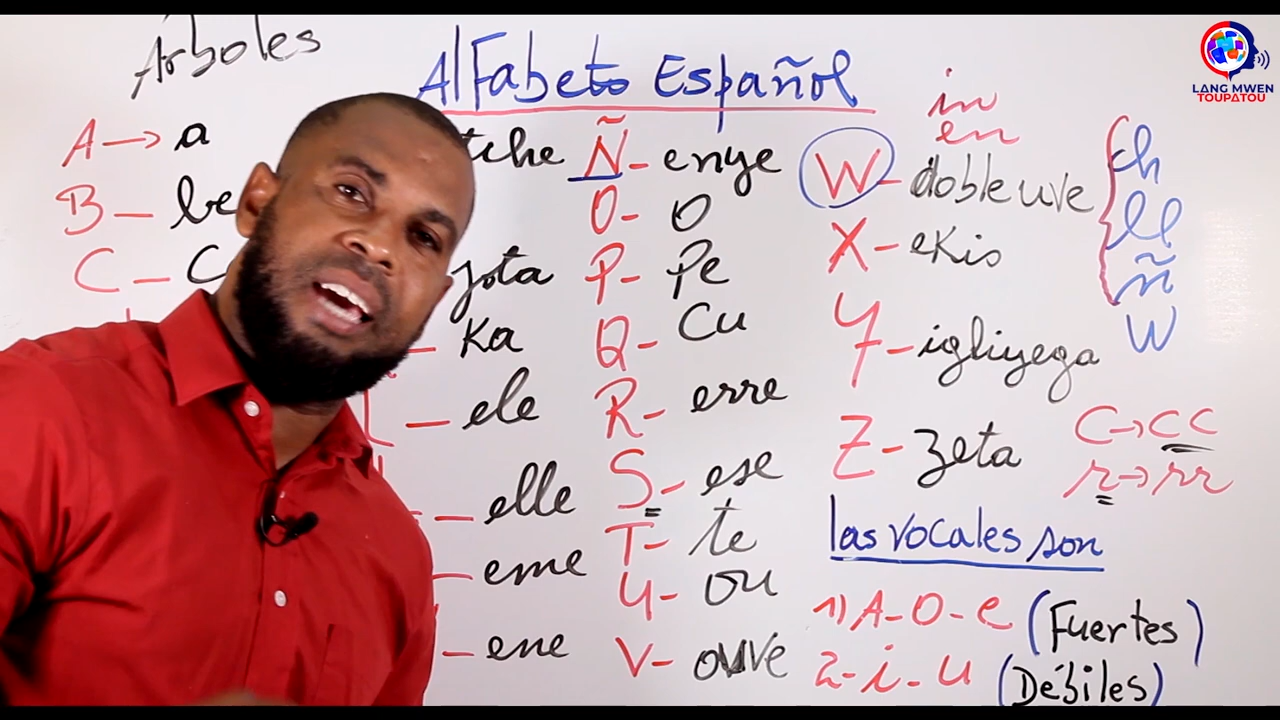 Árboles
Alfabeto Español
A → a
B - be
C - C
tche
jota
- Ka
- ele
- elle
- eme
- ene
Ñ - enye
O - O
P - Pe
Q - Cu
R - erre
S - ese
T - te
U - ou
V - ouve
in
en
W - dobleuve
X - ekis
Y - igliyega
Z - zeta
ch
ll
ñ
W
C → CC
r → rr
las vocales son
1) A - O - e (Fuertes)
2 - i - u (Débiles)
LANG MWEN
TOUPATOU